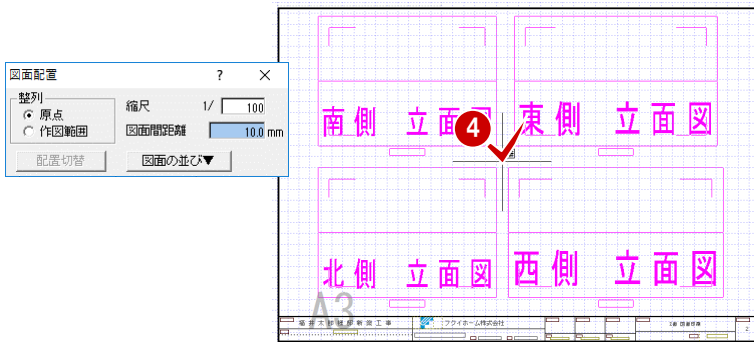 図面配置 ? ×
整列
原点
作図範囲
縮尺 1/ 100
図面間距離 10.0 mm
配置切替
図面の並び▼
南側 立面図
東側 立面図
4
北側 立面図
西側 立面図
A3
フクイホーム株式会社
2